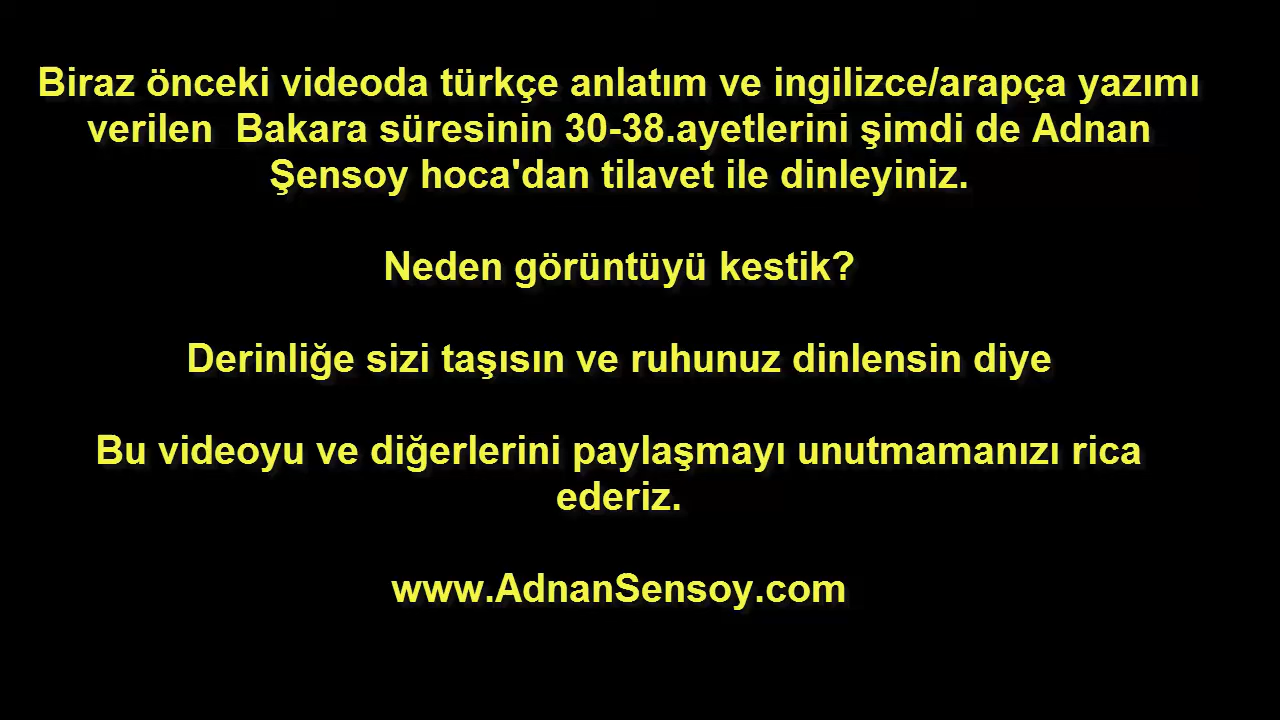 Biraz önceki videoda türkçe anlatım ve ingilizce/arapça yazımı
verilen  Bakara süresinin 30-38.ayetlerini şimdi de Adnan
Şensoy hoca'dan tilavet ile dinleyiniz.
Neden görüntüyü kestik?
Derinliğe sizi taşısın ve ruhunuz dinlensin diye
Bu videoyu ve diğerlerini paylaşmayı unutmamanızı rica
ederiz.
www.AdnanSensoy.com